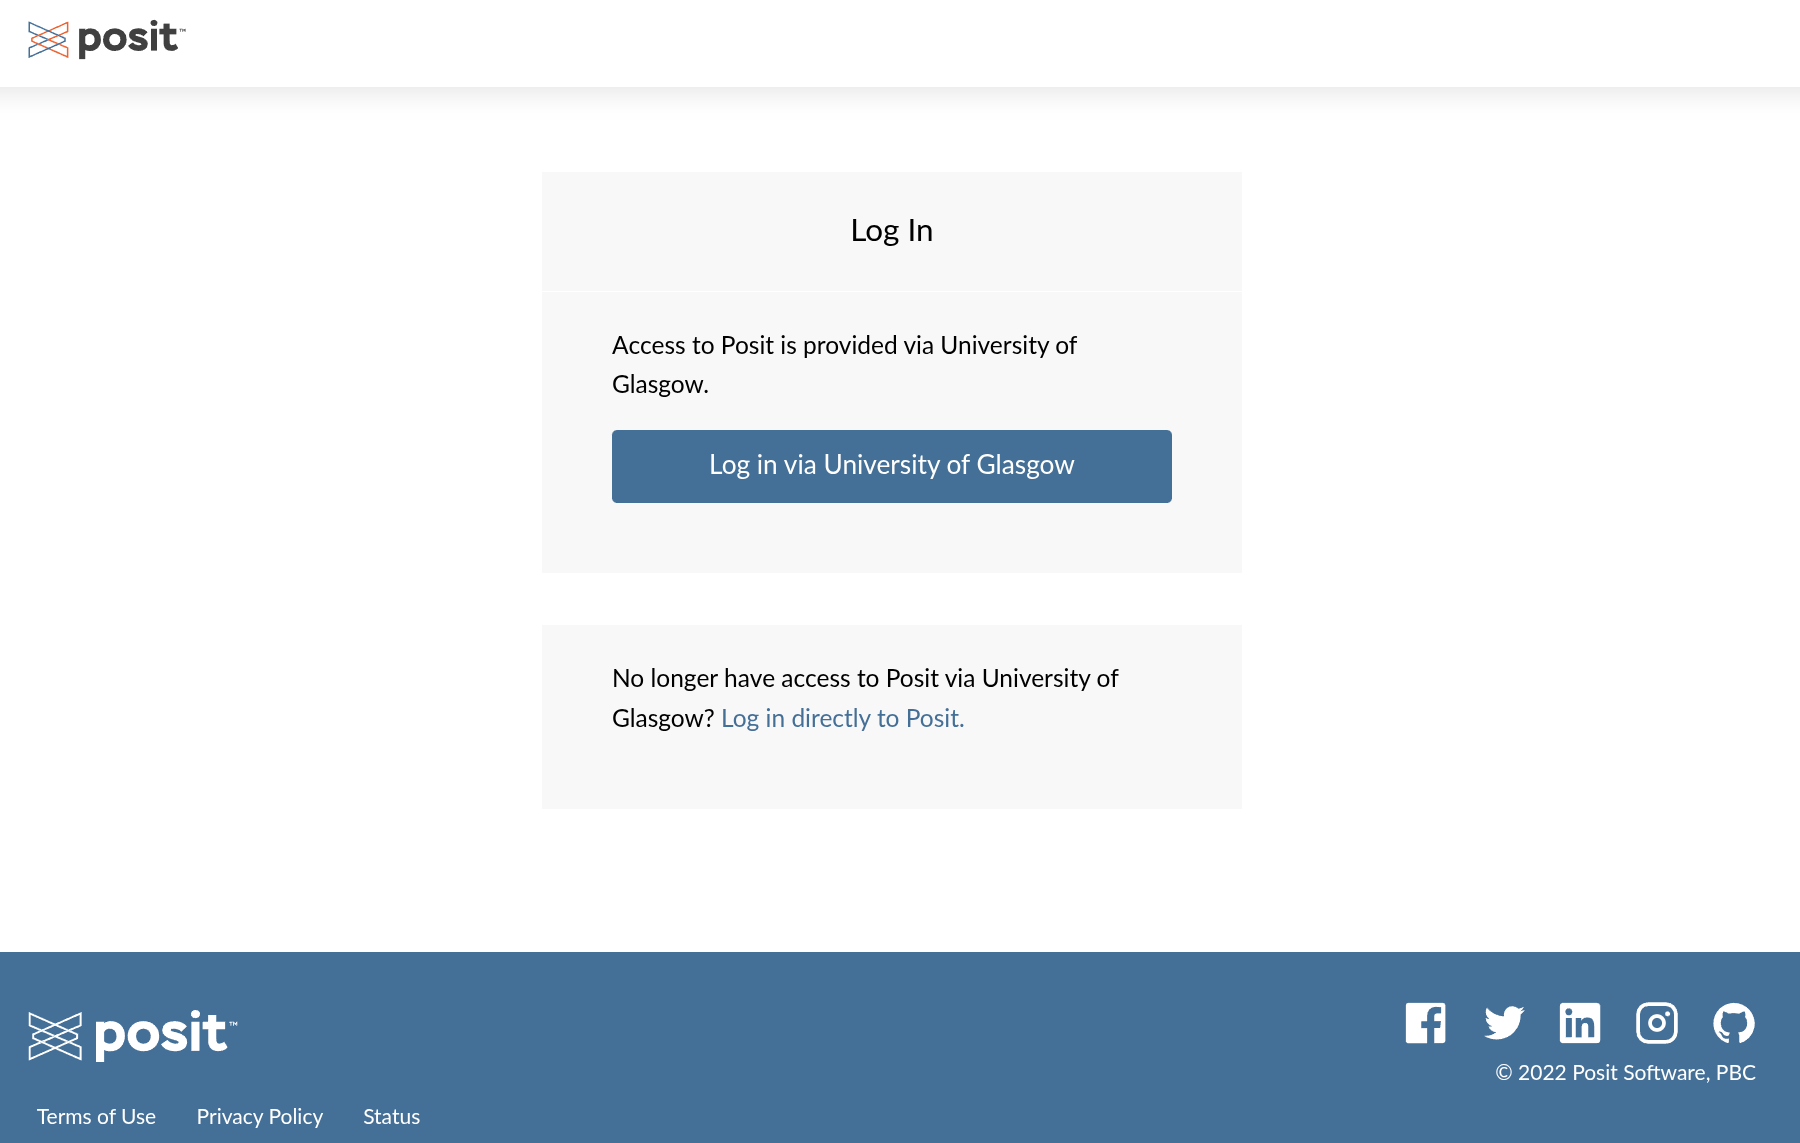 posit™
Log In
Access to Posit is provided via University of
Glasgow.
Log in via University of Glasgow
No longer have access to Posit via University of
Glasgow? Log in directly to Posit.
posit™
© 2022 Posit Software, PBC
Terms of Use Privacy Policy Status